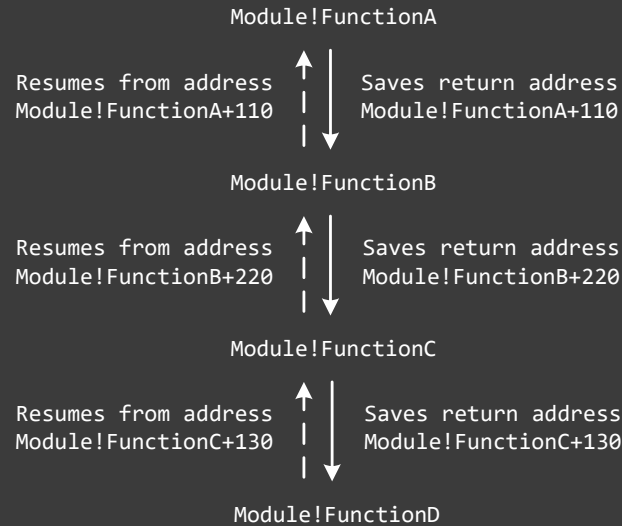 Module!FunctionA
Resumes from address
Module!FunctionA+110
Saves return address
Module!FunctionA+110
Module!FunctionB
Resumes from address
Module!FunctionB+220
Saves return address
Module!FunctionB+220
Module!FunctionC
Resumes from address
Module!FunctionC+130
Saves return address
Module!FunctionC+130
Module!FunctionD